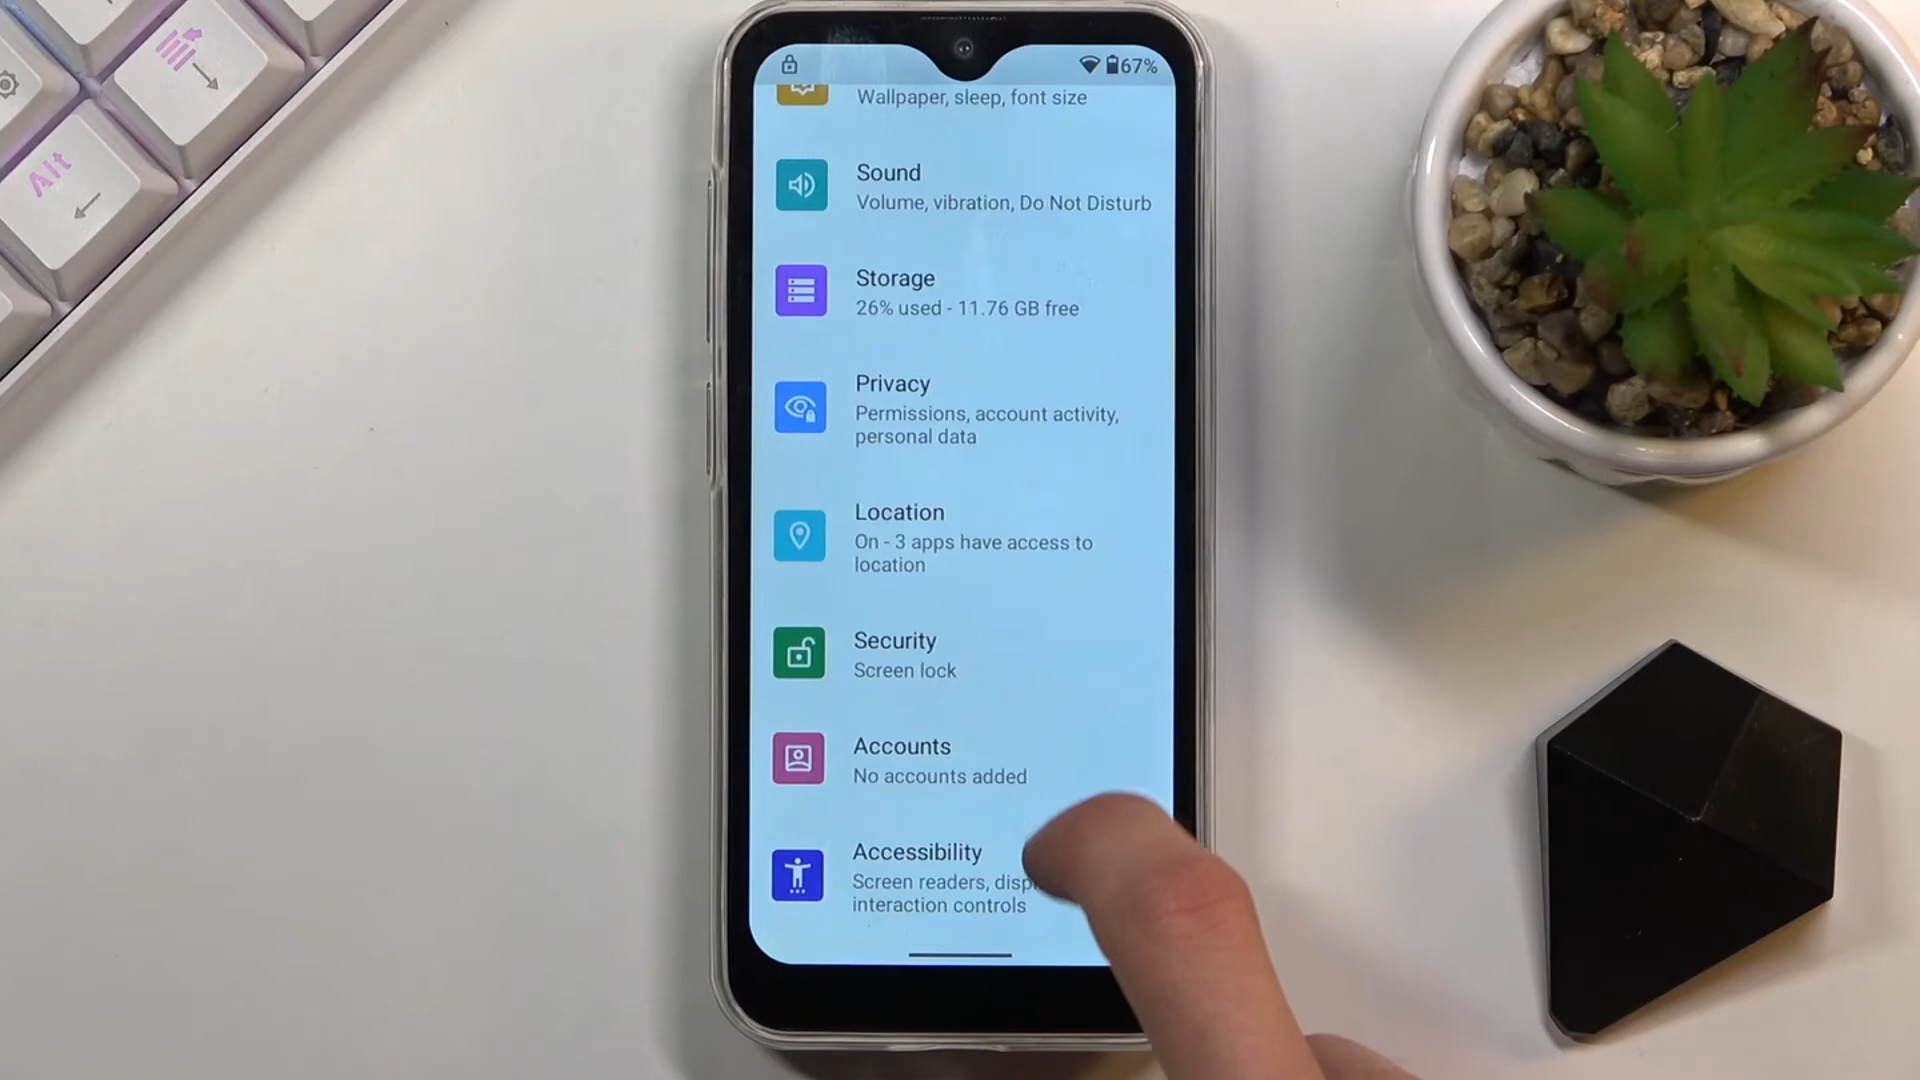 67%
Wallpaper, sleep, font size
Sound
Volume, vibration, Do Not Disturb
Storage
26% used - 11.76 GB free
Privacy
Permissions, account activity,
personal data
Location
On - 3 apps have access to
location
Security
Screen lock
Accounts
No accounts added
Accessibility
Screen readers,
interaction controls
Alt